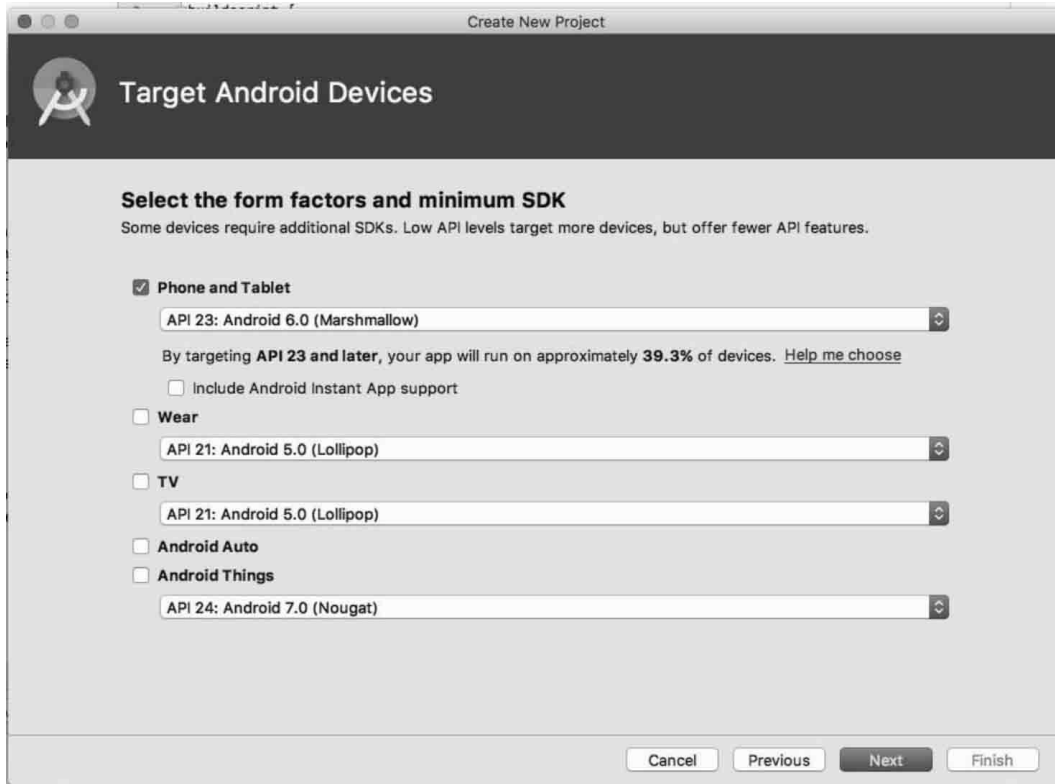 buildscript {
Create New Project
Target Android Devices
Select the form factors and minimum SDK
Some devices require additional SDKs. Low API levels target more devices, but offer fewer API features.
Phone and Tablet
API 23: Android 6.0 (Marshmallow)
By targeting API 23 and later, your app will run on approximately 39.3% of devices. Help me choose
Include Android Instant App support
Wear
API 21: Android 5.0 (Lollipop)
TV
API 21: Android 5.0 (Lollipop)
Android Auto
Android Things
API 24: Android 7.0 (Nougat)
Cancel Previous Next Finish